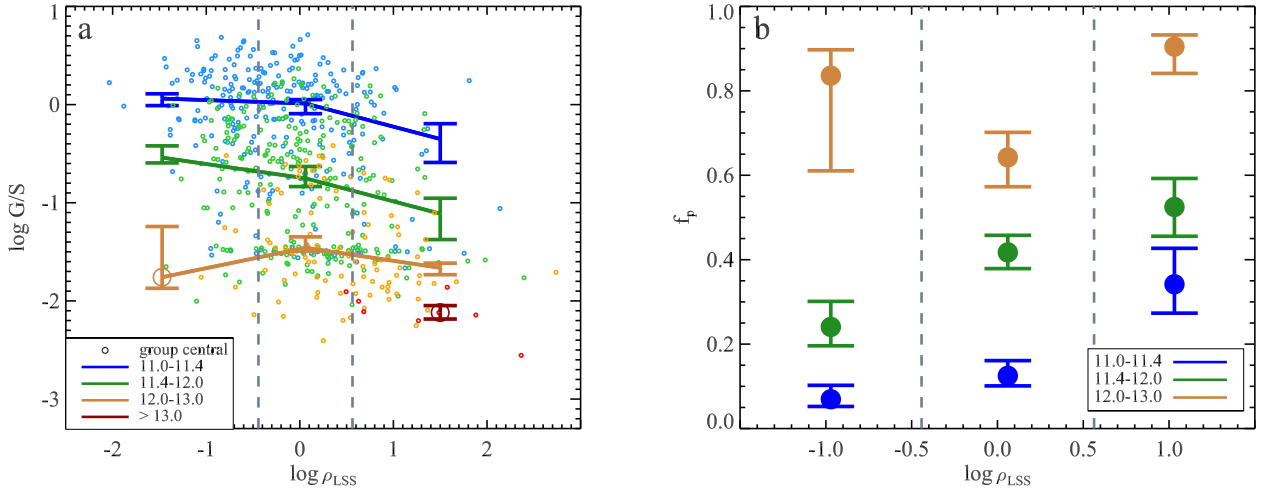 a
1
0
-1
-2
-3
log G/S
group central
11.0-11.4
11.4-12.0
12.0-13.0
> 13.0
-2 -1 0 1 2
log ρLSS
b
1.0
0.8
0.6
0.4
0.2
0.0
fp
11.0-11.4
11.4-12.0
12.0-13.0
-1.0 -0.5 0.0 0.5 1.0
log ρLSS